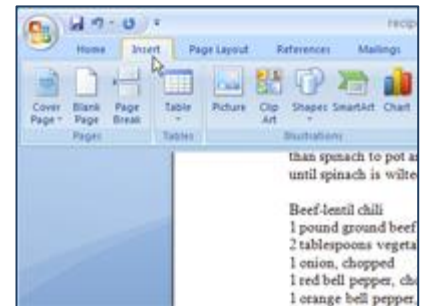 recip
Home Insert Page Layout References Mailings
Cover Page Blank Page Page Break Table Picture Clip Art Shapes SmartArt Chart
Pages Tables Illustrations
than spinach to pot a
until spinach is wilte
Beef-lentil chili
1 pound ground beef
2 tablespoons vegeta
1 onion, chopped
1 red bell pepper, cho
1 orange bell pepper,